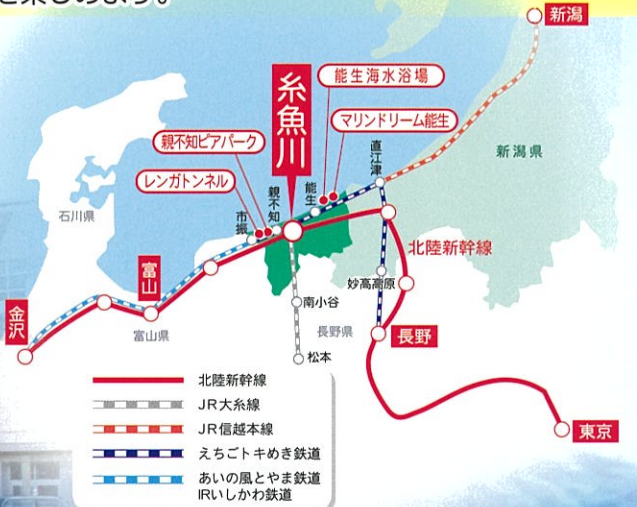 を楽しめます。
新潟
能生海水浴場
糸魚川
マリンドリーム能生
親不知ピアパーク
レンガトンネル
直江津
新潟県
能生
親不知
市振
石川県
北陸新幹線
富山
妙高高原
南小谷
金沢
富山県
長野県
長野
松本
東京
北陸新幹線
JR大糸線
JR信越本線
えちごトキめき鉄道
あいの風とやま鉄道
IRいしかわ鉄道